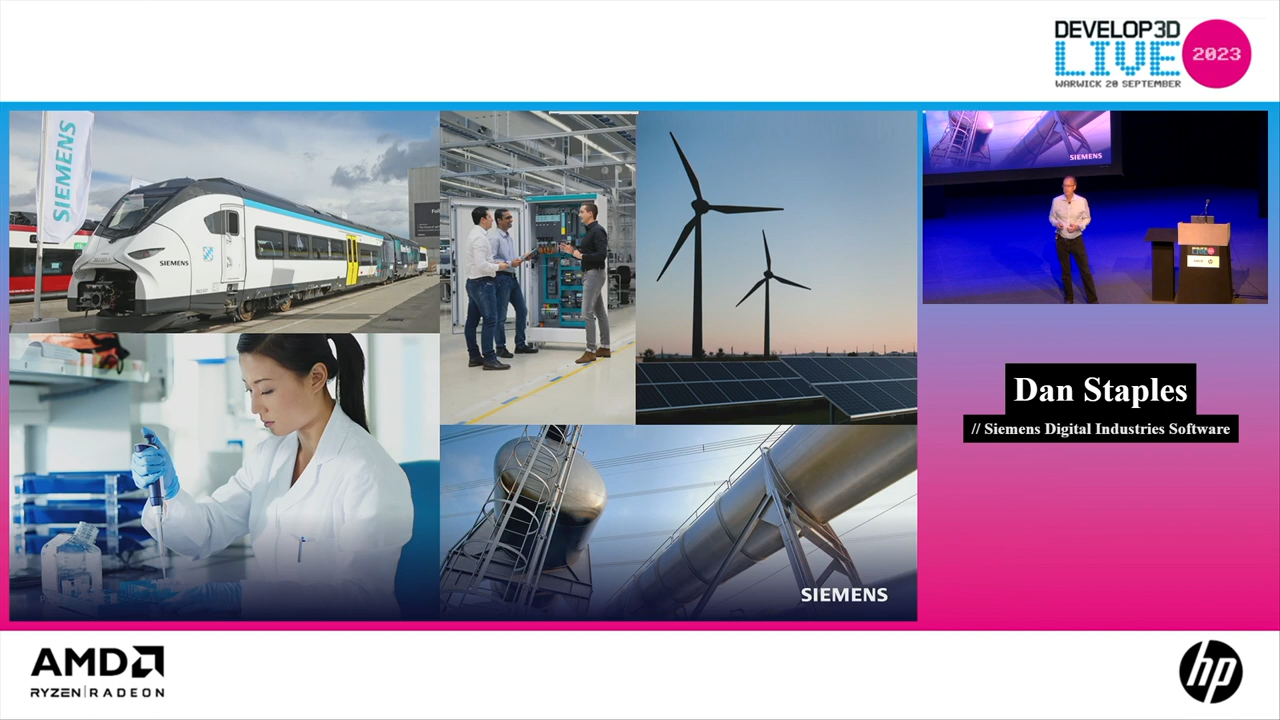 DEVELOP3D
LIVE
2023
WARWICK 20 SEPTEMBER
SIEMENS
SIEMENS
SIEMENS
SIEMENS
Dan Staples
// Siemens Digital Industries Software
AMD
RYZEN | RADEON
hp